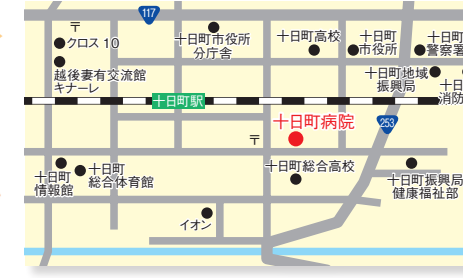 117
〒
クロス10
十日町市役所
分庁舎
十日町高校
十日町
市役所
十日町
警察署
越後妻有交流館
キナーレ
十日町地域
振興局
十日
消防
十日町駅
十日町病院
253
〒
十日町
情報館
十日町
総合体育館
十日町総合高校
十日町振興局
健康福祉部
イオン